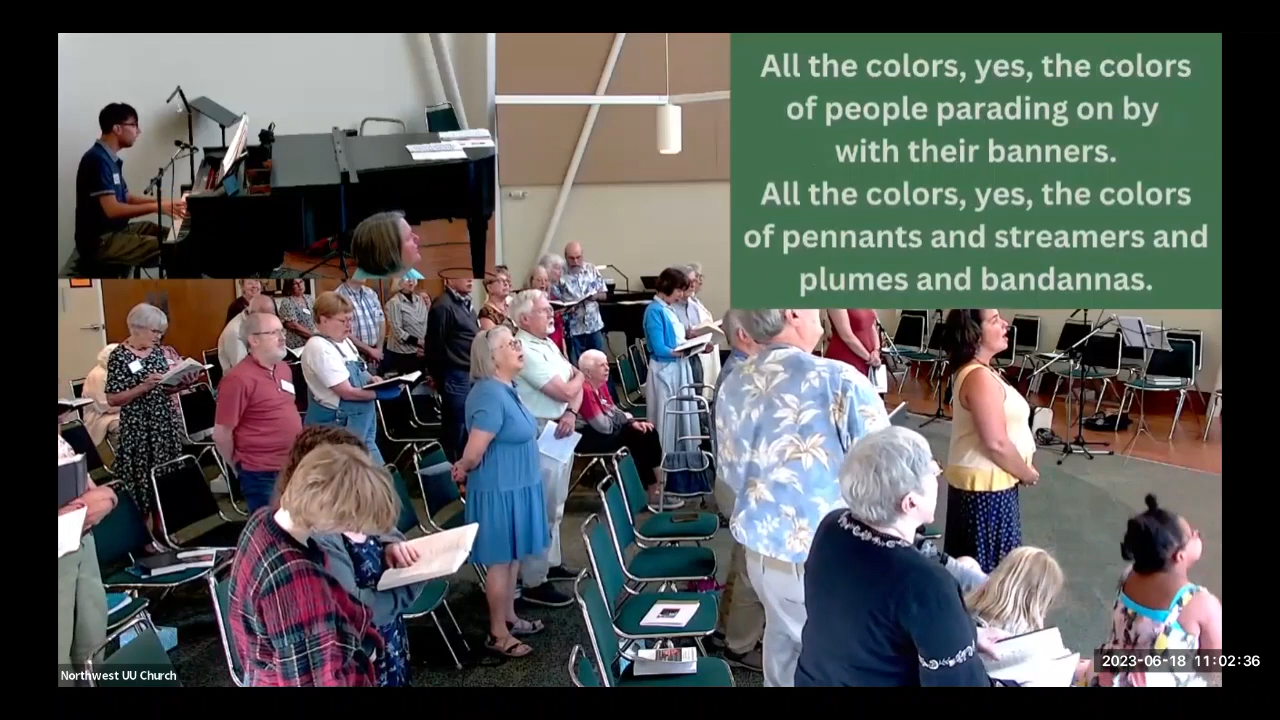 All the colors, yes, the colors
of people parading on by
with their banners.
All the colors, yes, the colors
of pennants and streamers and
plumes and bandannas.
Northwest UU Church
2023-06-18 11:02:36